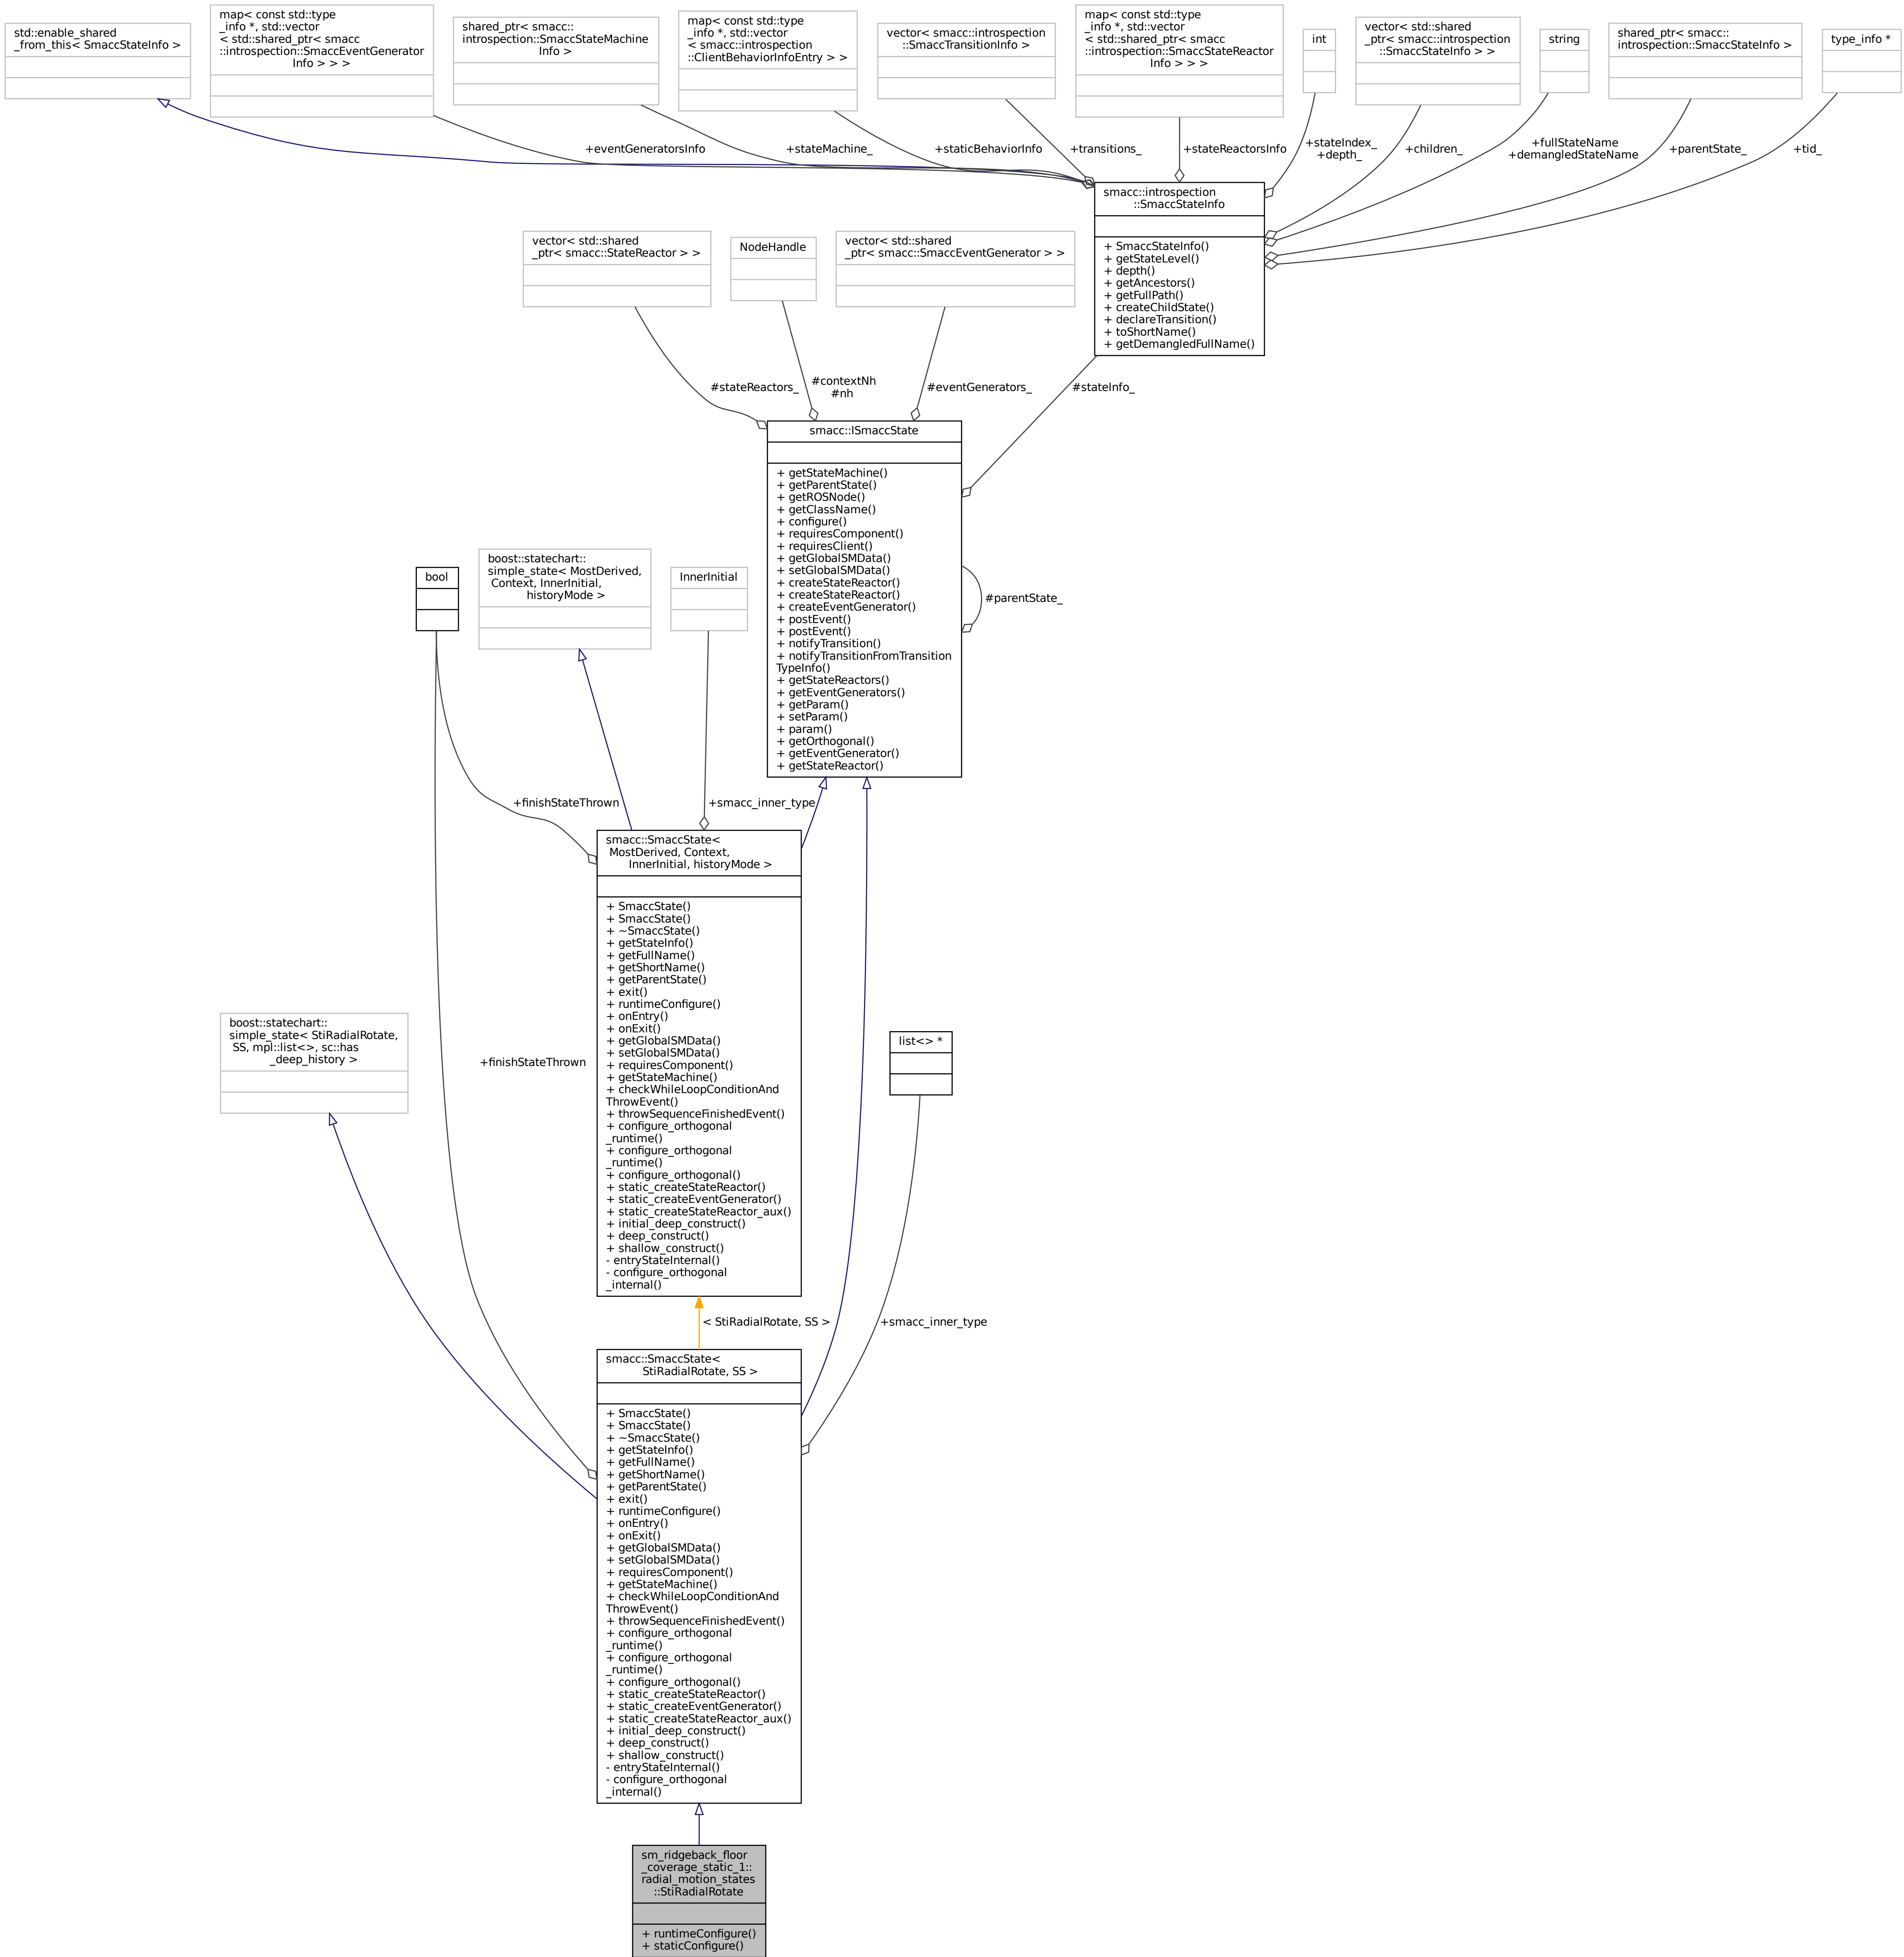 std::enable_shared
_from_this< SmaccStateInfo >
map< const std::type
_info *, std::vector
< std::shared_ptr< smacc
::introspection::SmaccEventGenerator
Info > > >
shared_ptr< smacc::
introspection::SmaccStateMachine
Info >
map< const std::type
_info *, std::vector
< smacc::introspection
::ClientBehaviorInfoEntry > >
vector< smacc::introspection
::SmaccTransitionInfo >
map< const std::type
_info *, std::vector
< std::shared_ptr< smacc
::introspection::SmaccStateReactor
Info > > >
int
vector< std::shared
_ptr< smacc::introspection
::SmaccStateInfo > >
string
shared_ptr< smacc::
introspection::SmaccStateInfo >
type_info *
+eventGeneratorsInfo
+stateMachine_
+staticBehaviorInfo
+transitions_
+stateReactorsInfo
+stateIndex_
+depth_
+children_
+fullStateName
+demangledStateName
+parentState_
+tid_
smacc::introspection
::SmaccStateInfo
+ SmaccStateInfo()
+ getStateLevel()
+ depth()
+ getAncestors()
+ getFullPath()
+ createChildState()
+ declareTransition()
+ toShortName()
+ getDemangledFullName()
vector< std::shared
_ptr< smacc::StateReactor > >
NodeHandle
vector< std::shared
_ptr< smacc::SmaccEventGenerator > >
#stateReactors_
#contextNh
#nh
#eventGenerators_
#stateInfo_
smacc::ISmaccState
+ getStateMachine()
+ getParentState()
+ getROSNode()
+ getClassName()
+ configure()
+ requiresComponent()
+ requiresClient()
+ getGlobalSMData()
+ setGlobalSMData()
+ createStateReactor()
+ createStateReactor()
+ createEventGenerator()
+ postEvent()
+ postEvent()
+ notifyTransition()
+ notifyTransitionFromTransition
TypeInfo()
+ getStateReactors()
+ getEventGenerators()
+ getParam()
+ setParam()
+ param()
+ getOrthogonal()
+ getEventGenerator()
+ getStateReactor()
#parentState_
bool
boost::statechart::
simple_state< MostDerived,
Context, InnerInitial,
historyMode >
InnerInitial
+finishStateThrown
+smacc_inner_type
smacc::SmaccState<
MostDerived, Context,
InnerInitial, historyMode >
+ SmaccState()
+ SmaccState()
+ ~SmaccState()
+ getStateInfo()
+ getFullName()
+ getShortName()
+ getParentState()
+ exit()
+ runtimeConfigure()
+ onEntry()
+ onExit()
+ getGlobalSMData()
+ setGlobalSMData()
+ requiresComponent()
+ getStateMachine()
+ checkWhileLoopConditionAnd
ThrowEvent()
+ throwSequenceFinishedEvent()
+ configure_orthogonal
_runtime()
+ configure_orthogonal
_runtime()
+ configure_orthogonal()
+ static_createStateReactor()
+ static_createEventGenerator()
+ static_createStateReactor_aux()
+ initial_deep_construct()
+ deep_construct()
+ shallow_construct()
- entryStateInternal()
- configure_orthogonal
_internal()
boost::statechart::
simple_state< StiRadialRotate,
SS, mpl::list<>, sc::has
_deep_history >
+finishStateThrown
list<> *
< StiRadialRotate, SS >
+smacc_inner_type
smacc::SmaccState<
StiRadialRotate, SS >
+ SmaccState()
+ SmaccState()
+ ~SmaccState()
+ getStateInfo()
+ getFullName()
+ getShortName()
+ getParentState()
+ exit()
+ runtimeConfigure()
+ onEntry()
+ onExit()
+ getGlobalSMData()
+ setGlobalSMData()
+ requiresComponent()
+ getStateMachine()
+ checkWhileLoopConditionAnd
ThrowEvent()
+ throwSequenceFinishedEvent()
+ configure_orthogonal
_runtime()
+ configure_orthogonal
_runtime()
+ configure_orthogonal()
+ static_createStateReactor()
+ static_createEventGenerator()
+ static_createStateReactor_aux()
+ initial_deep_construct()
+ deep_construct()
+ shallow_construct()
- entryStateInternal()
- configure_orthogonal
_internal()
sm_ridgeback_floor
_coverage_static_1::
radial_motion_states
::StiRadialRotate
+ runtimeConfigure()
+ staticConfigure()